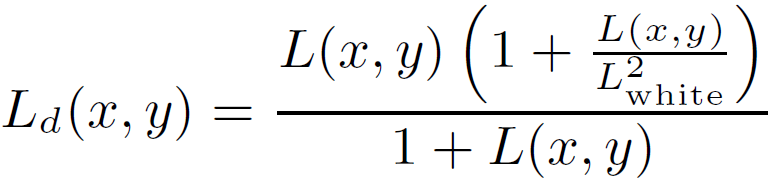 L_d(x, y) = \frac{L(x, y) \left(1 + \frac{L(x,y)}{L_{\text{white}}^2}\right)}{1 + L(x, y)}